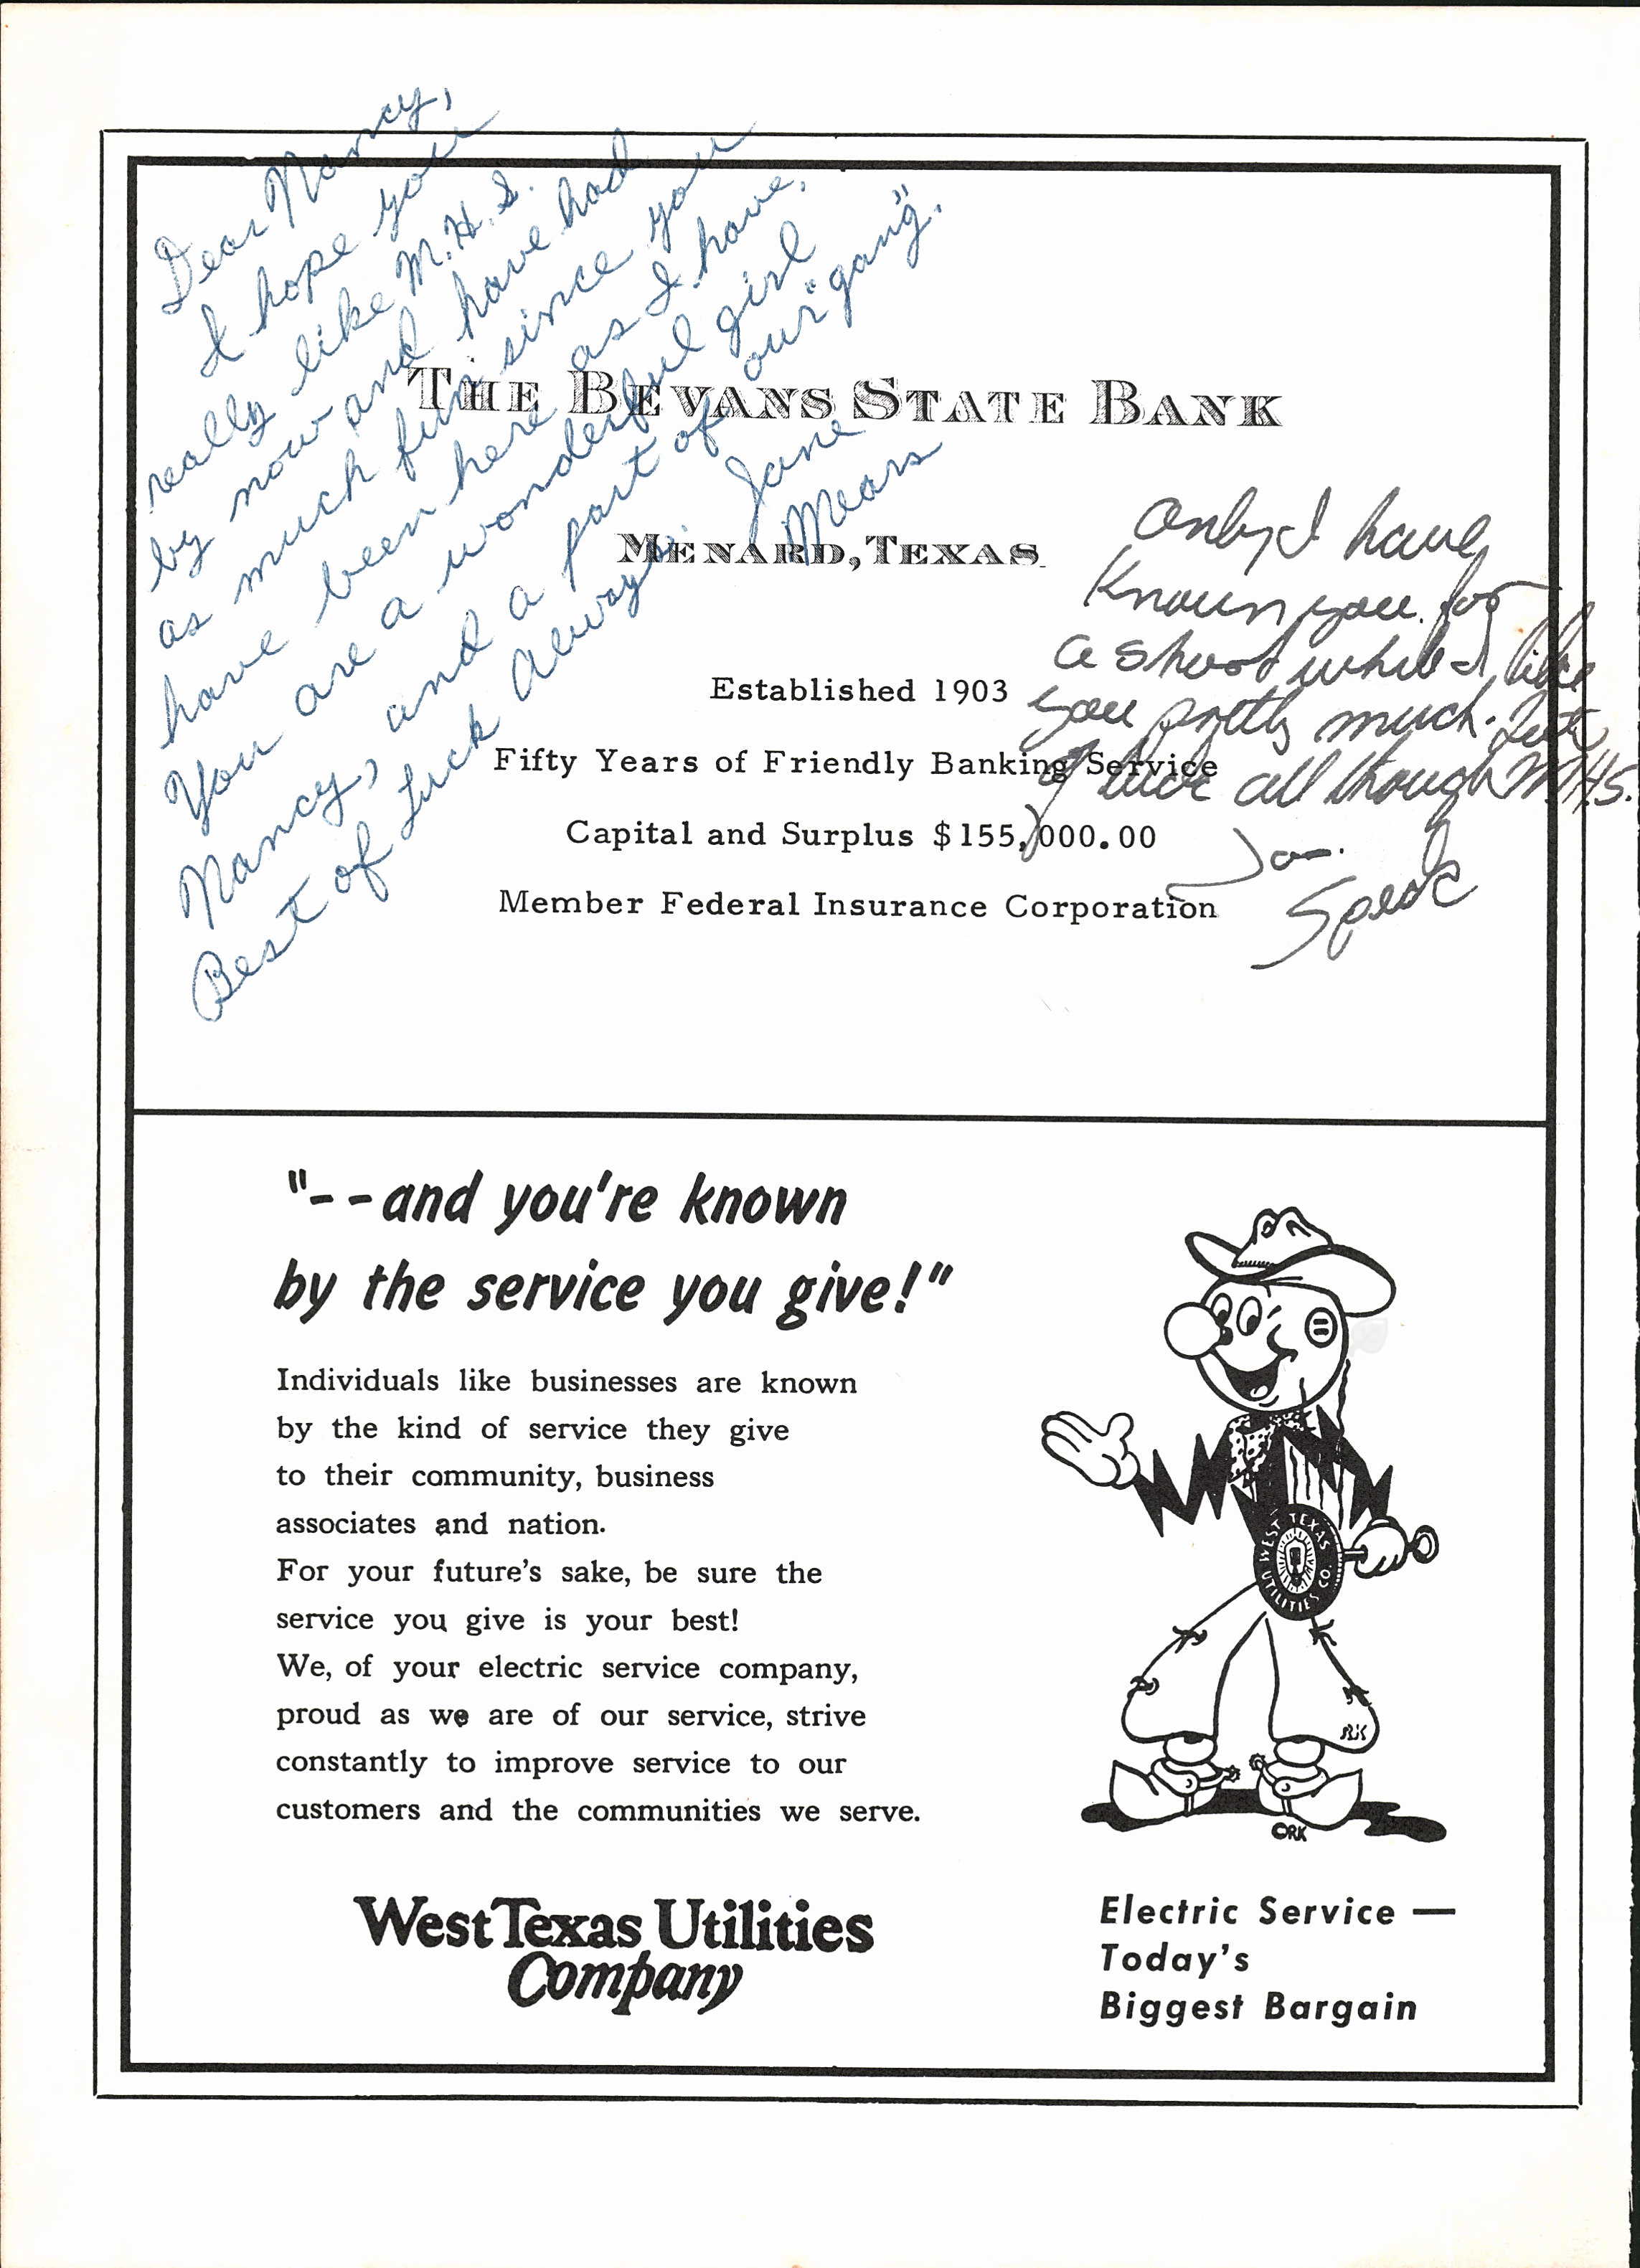 Dear Nancy,
I hope you
really like M.H.S.
by now and have had
as much fun since you
have been here as I have.
You are a wonderful girl
Nancy, and a part of our "gang".
Best of luck always. Jane
Mears
THE BEVANS STATE BANK
MENARD, TEXAS
I have
Known you for
a while I like
you pretty much.
of luck all though M.H.S.
Established 1903
Fifty Years of Friendly Banking Service
Capital and Surplus $155,000.00
Member Federal Insurance Corporation
"--and you're known
by the service you give!"
Individuals like businesses are known
by the kind of service they give
to their community, business
associates and nation.
For your future's sake, be sure the
service you give is your best!
We, of your electric service company,
proud as we are of our service, strive
constantly to improve service to our
customers and the communities we serve.
WEST TEXAS
UTILITIES CO.
RK
©RK
West Texas Utilities
Company
Electric Service —
Today's
Biggest Bargain